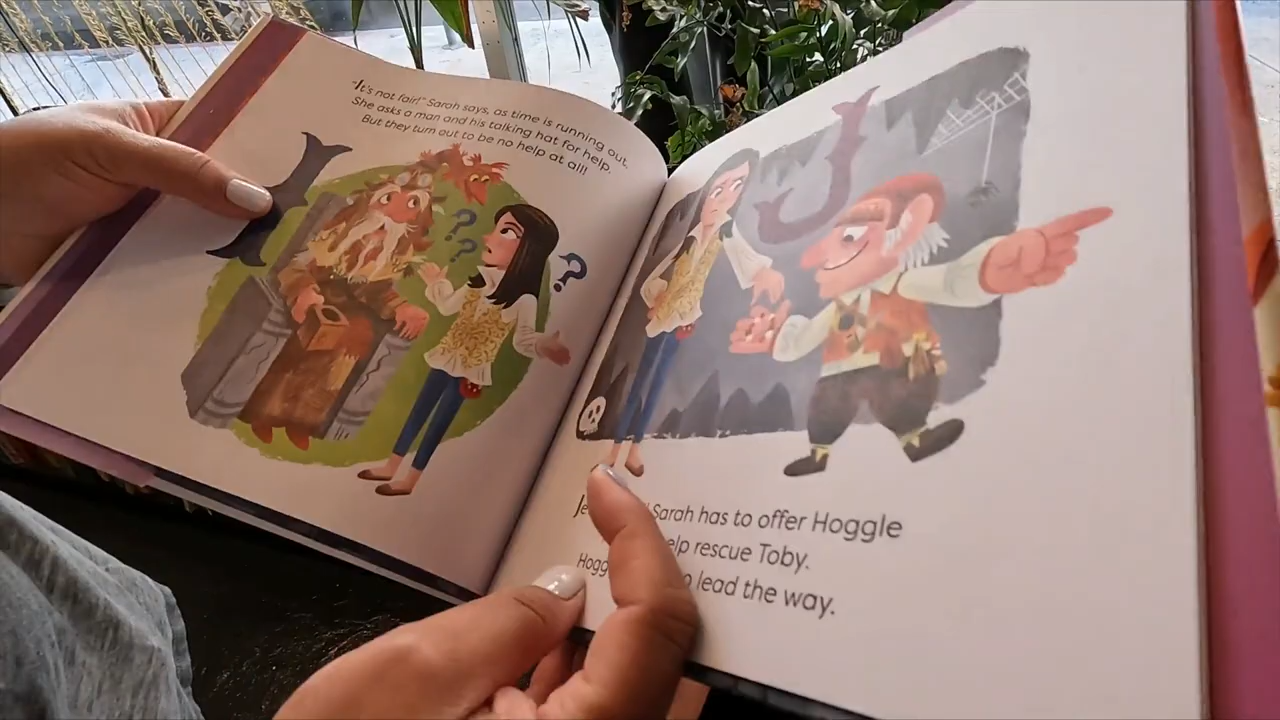 "It's not fair!" Sarah says, as time is running out.
She asks a man and his talking hat for help.
But they turn out to be no help at all!
? ? ?
Sarah has to offer Hoggle
rescue Toby.
lead the way.